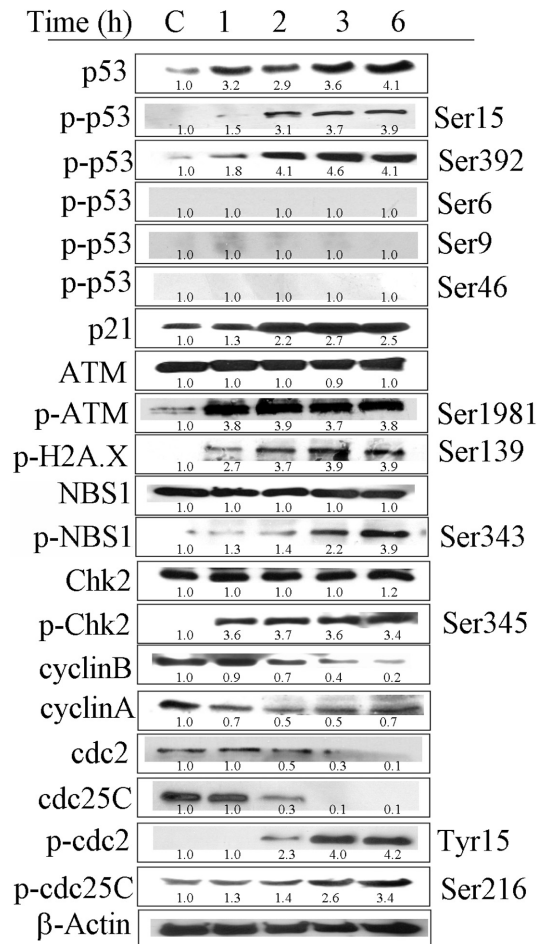 Time (h) C 1 2 3 6
p53
1.0 3.2 2.9 3.6 4.1
p-p53 Ser15
1.0 1.5 3.1 3.7 3.9
p-p53 Ser392
1.0 1.8 4.1 4.6 4.1
p-p53 Ser6
1.0 1.0 1.0 1.0 1.0
p-p53 Ser9
1.0 1.0 1.0 1.0 1.0
p-p53 Ser46
1.0 1.0 1.0 1.0 1.0
p21
1.0 1.3 2.2 2.7 2.5
ATM
1.0 1.0 1.0 0.9 1.0
p-ATM Ser1981
1.0 3.8 3.9 3.7 3.8
p-H2A.X Ser139
1.0 2.7 3.7 3.9 3.9
NBS1
1.0 1.0 1.0 1.0 1.0
p-NBS1 Ser343
1.0 1.3 1.4 2.2 3.9
Chk2
1.0 1.0 1.0 1.0 1.2
p-Chk2 Ser345
1.0 3.6 3.7 3.6 3.4
cyclinB
1.0 0.9 0.7 0.4 0.2
cyclinA
1.0 0.7 0.5 0.5 0.7
cdc2
1.0 1.0 0.5 0.3 0.1
cdc25C
1.0 1.0 0.3 0.1 0.1
p-cdc2 Tyr15
1.0 1.0 2.3 4.0 4.2
p-cdc25C Ser216
1.0 1.3 1.4 2.6 3.4
β-Actin